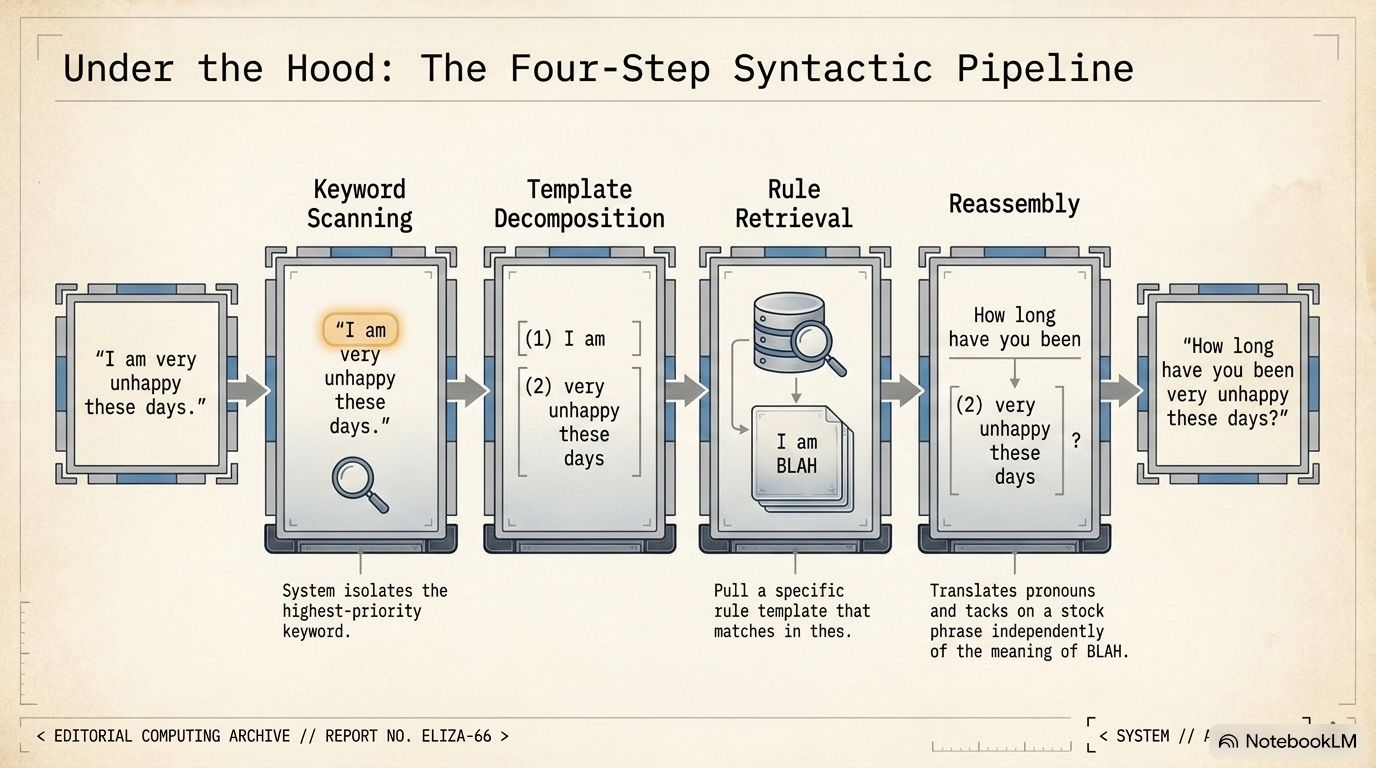 Under the Hood: The Four-Step Syntactic Pipeline
Keyword
Scanning
Template
Decomposition
Rule
Retrieval
Reassembly
“I am very
unhappy
these days.”
“I am
very
unhappy
these
days.”
(1) I am
(2) very
unhappy
these
days
I am
BLAH
How long
have you been
(2) very
unhappy
these
days
?
“How long
have you been
very unhappy
these days?”
System isolates the
highest-priority
keyword.
Pull a specific
rule template that
matches in thes.
Translates pronouns
and tacks on a stock
phrase independently
of the meaning of BLAH.
< EDITORIAL COMPUTING ARCHIVE // REPORT NO. ELIZA-66 >
< SYSTEM //
NotebookLM